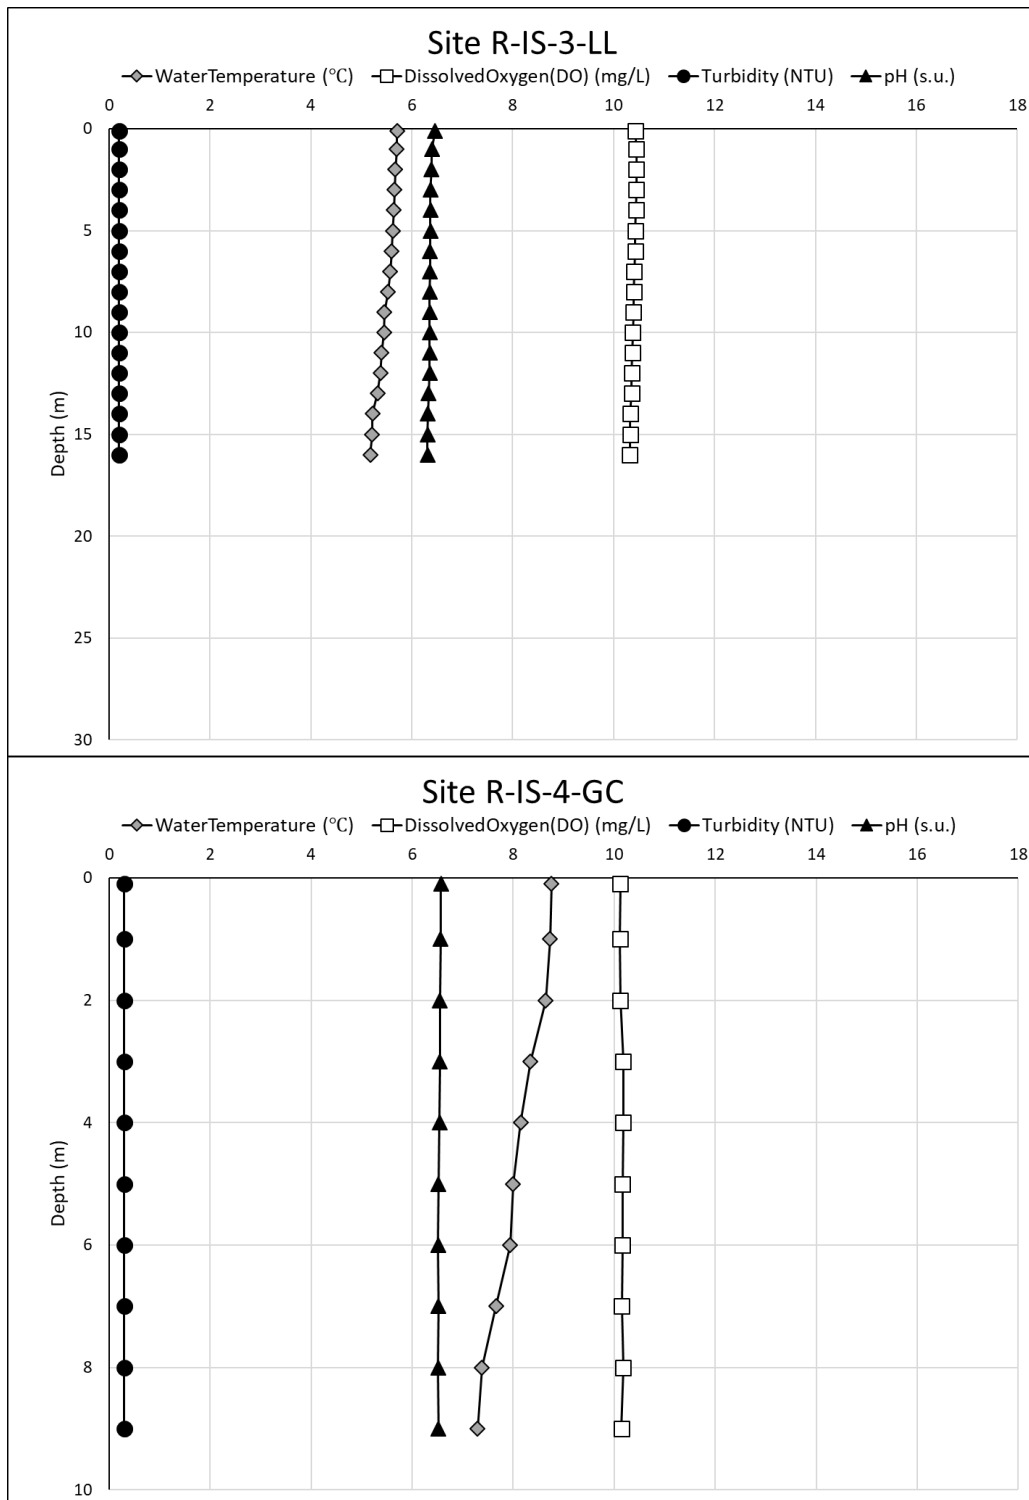 Site R-IS-3-LL
WaterTemperature (°C) DissolvedOxygen(DO) (mg/L) Turbidity (NTU) pH (s.u.)
0 2 4 6 8 10 12 14 16 18
0
5
10
15
20
25
30
Depth (m)
Site R-IS-4-GC
WaterTemperature (°C) DissolvedOxygen(DO) (mg/L) Turbidity (NTU) pH (s.u.)
0 2 4 6 8 10 12 14 16 18
0
2
4
6
8
10
Depth (m)